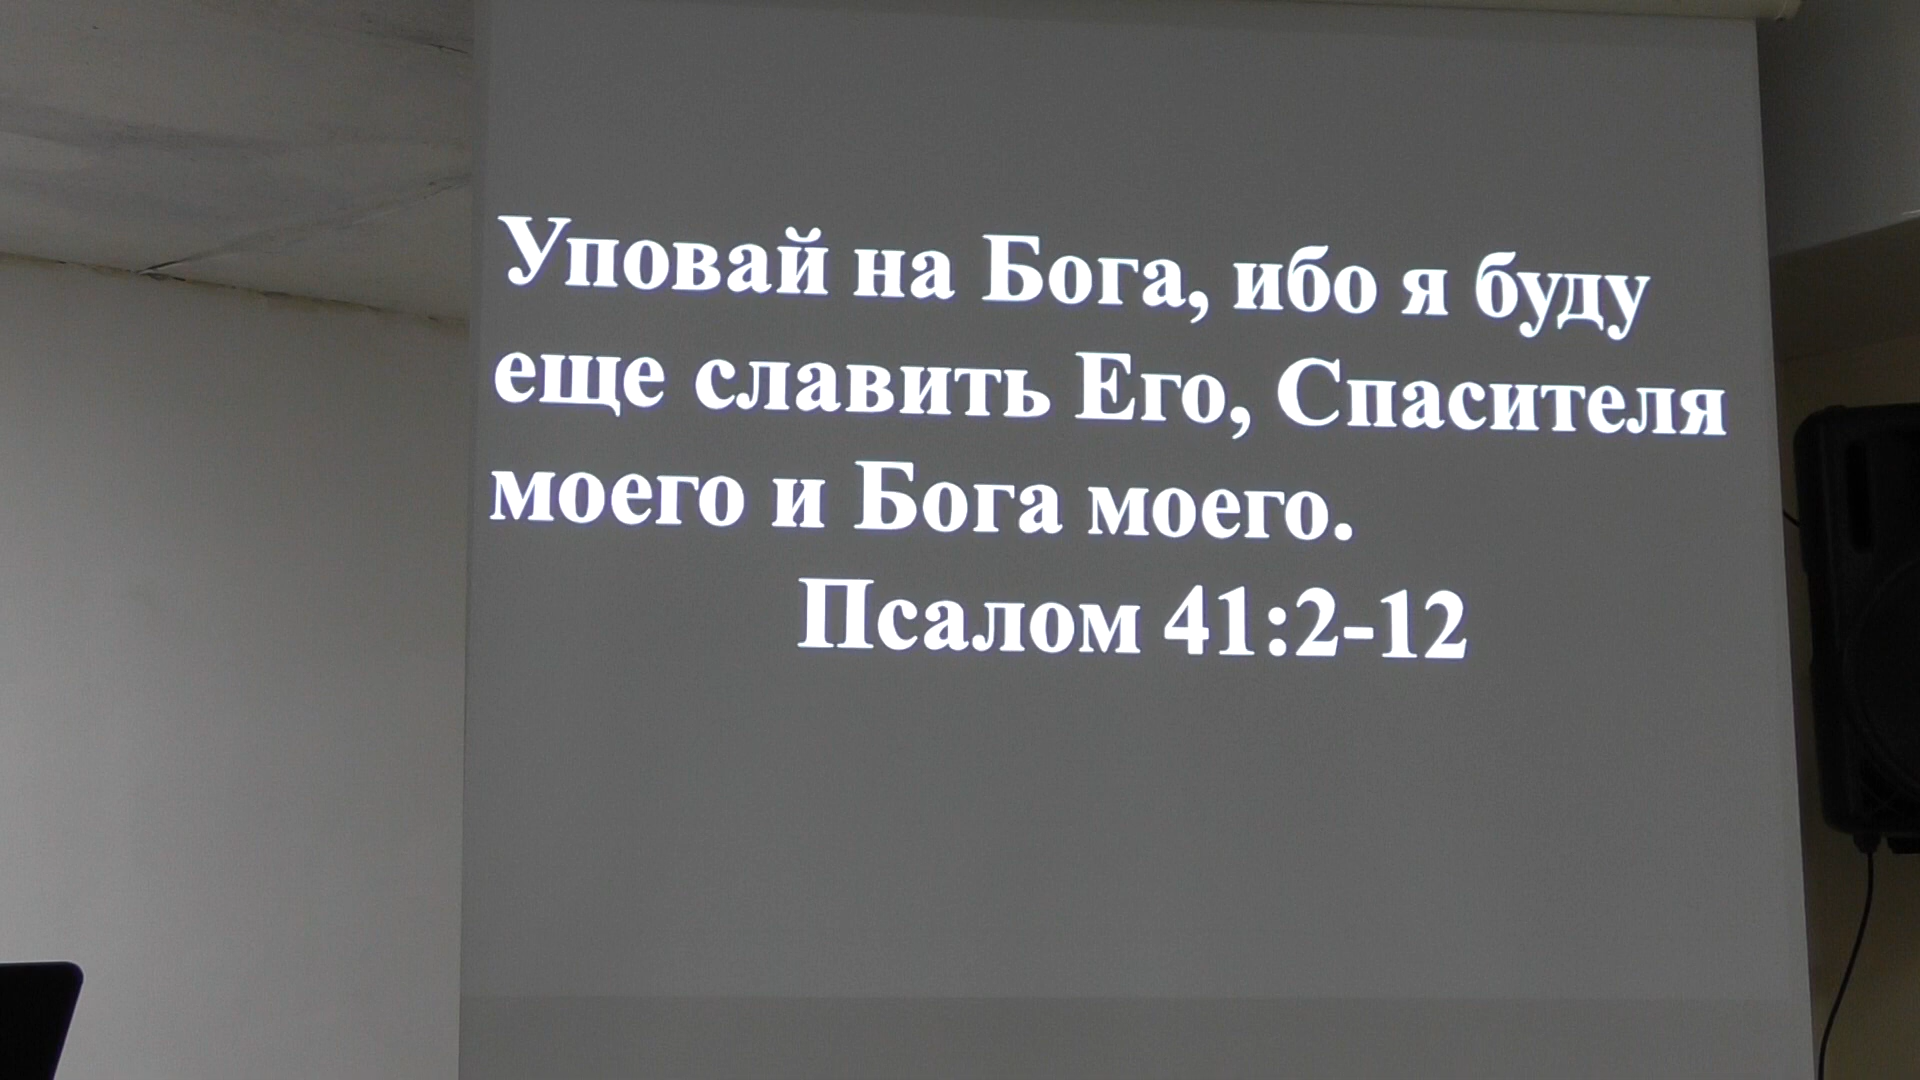 Уповай на Бога, ибо я буду
еще славить Его, Спасителя
моего и Бога моего.
Псалом 41:2-12